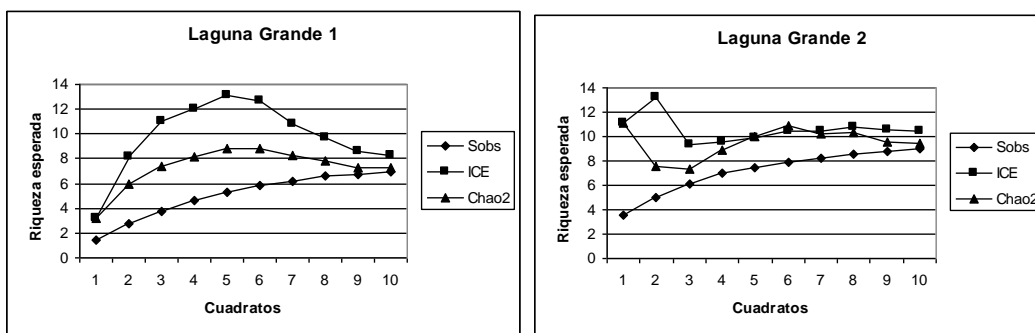 Laguna Grande 1
Riqueza esperada
14
12
10
8
6
4
2
0
1 2 3 4 5 6 7 8 9 10
Cuadratos
Sobs
ICE
Chao2
Laguna Grande 2
Riqueza esperada
14
12
10
8
6
4
2
0
1 2 3 4 5 6 7 8 9 10
Cuadratos
Sobs
ICE
Chao2